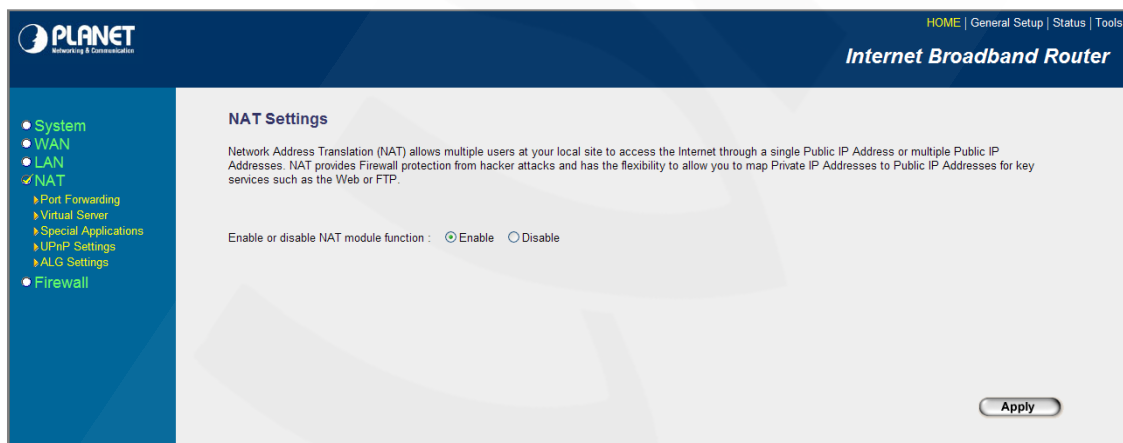 PLANET
Networking & Communication
HOME | General Setup | Status | Tools
Internet Broadband Router
System
WAN
LAN
NAT
Port Forwarding
Virtual Server
Special Applications
UPnP Settings
ALG Settings
Firewall
NAT Settings
Network Address Translation (NAT) allows multiple users at your local site to access the Internet through a single Public IP Address or multiple Public IP
Addresses. NAT provides Firewall protection from hacker attacks and has the flexibility to allow you to map Private IP Addresses to Public IP Addresses for key
services such as the Web or FTP.
Enable or disable NAT module function : Enable Disable
Apply